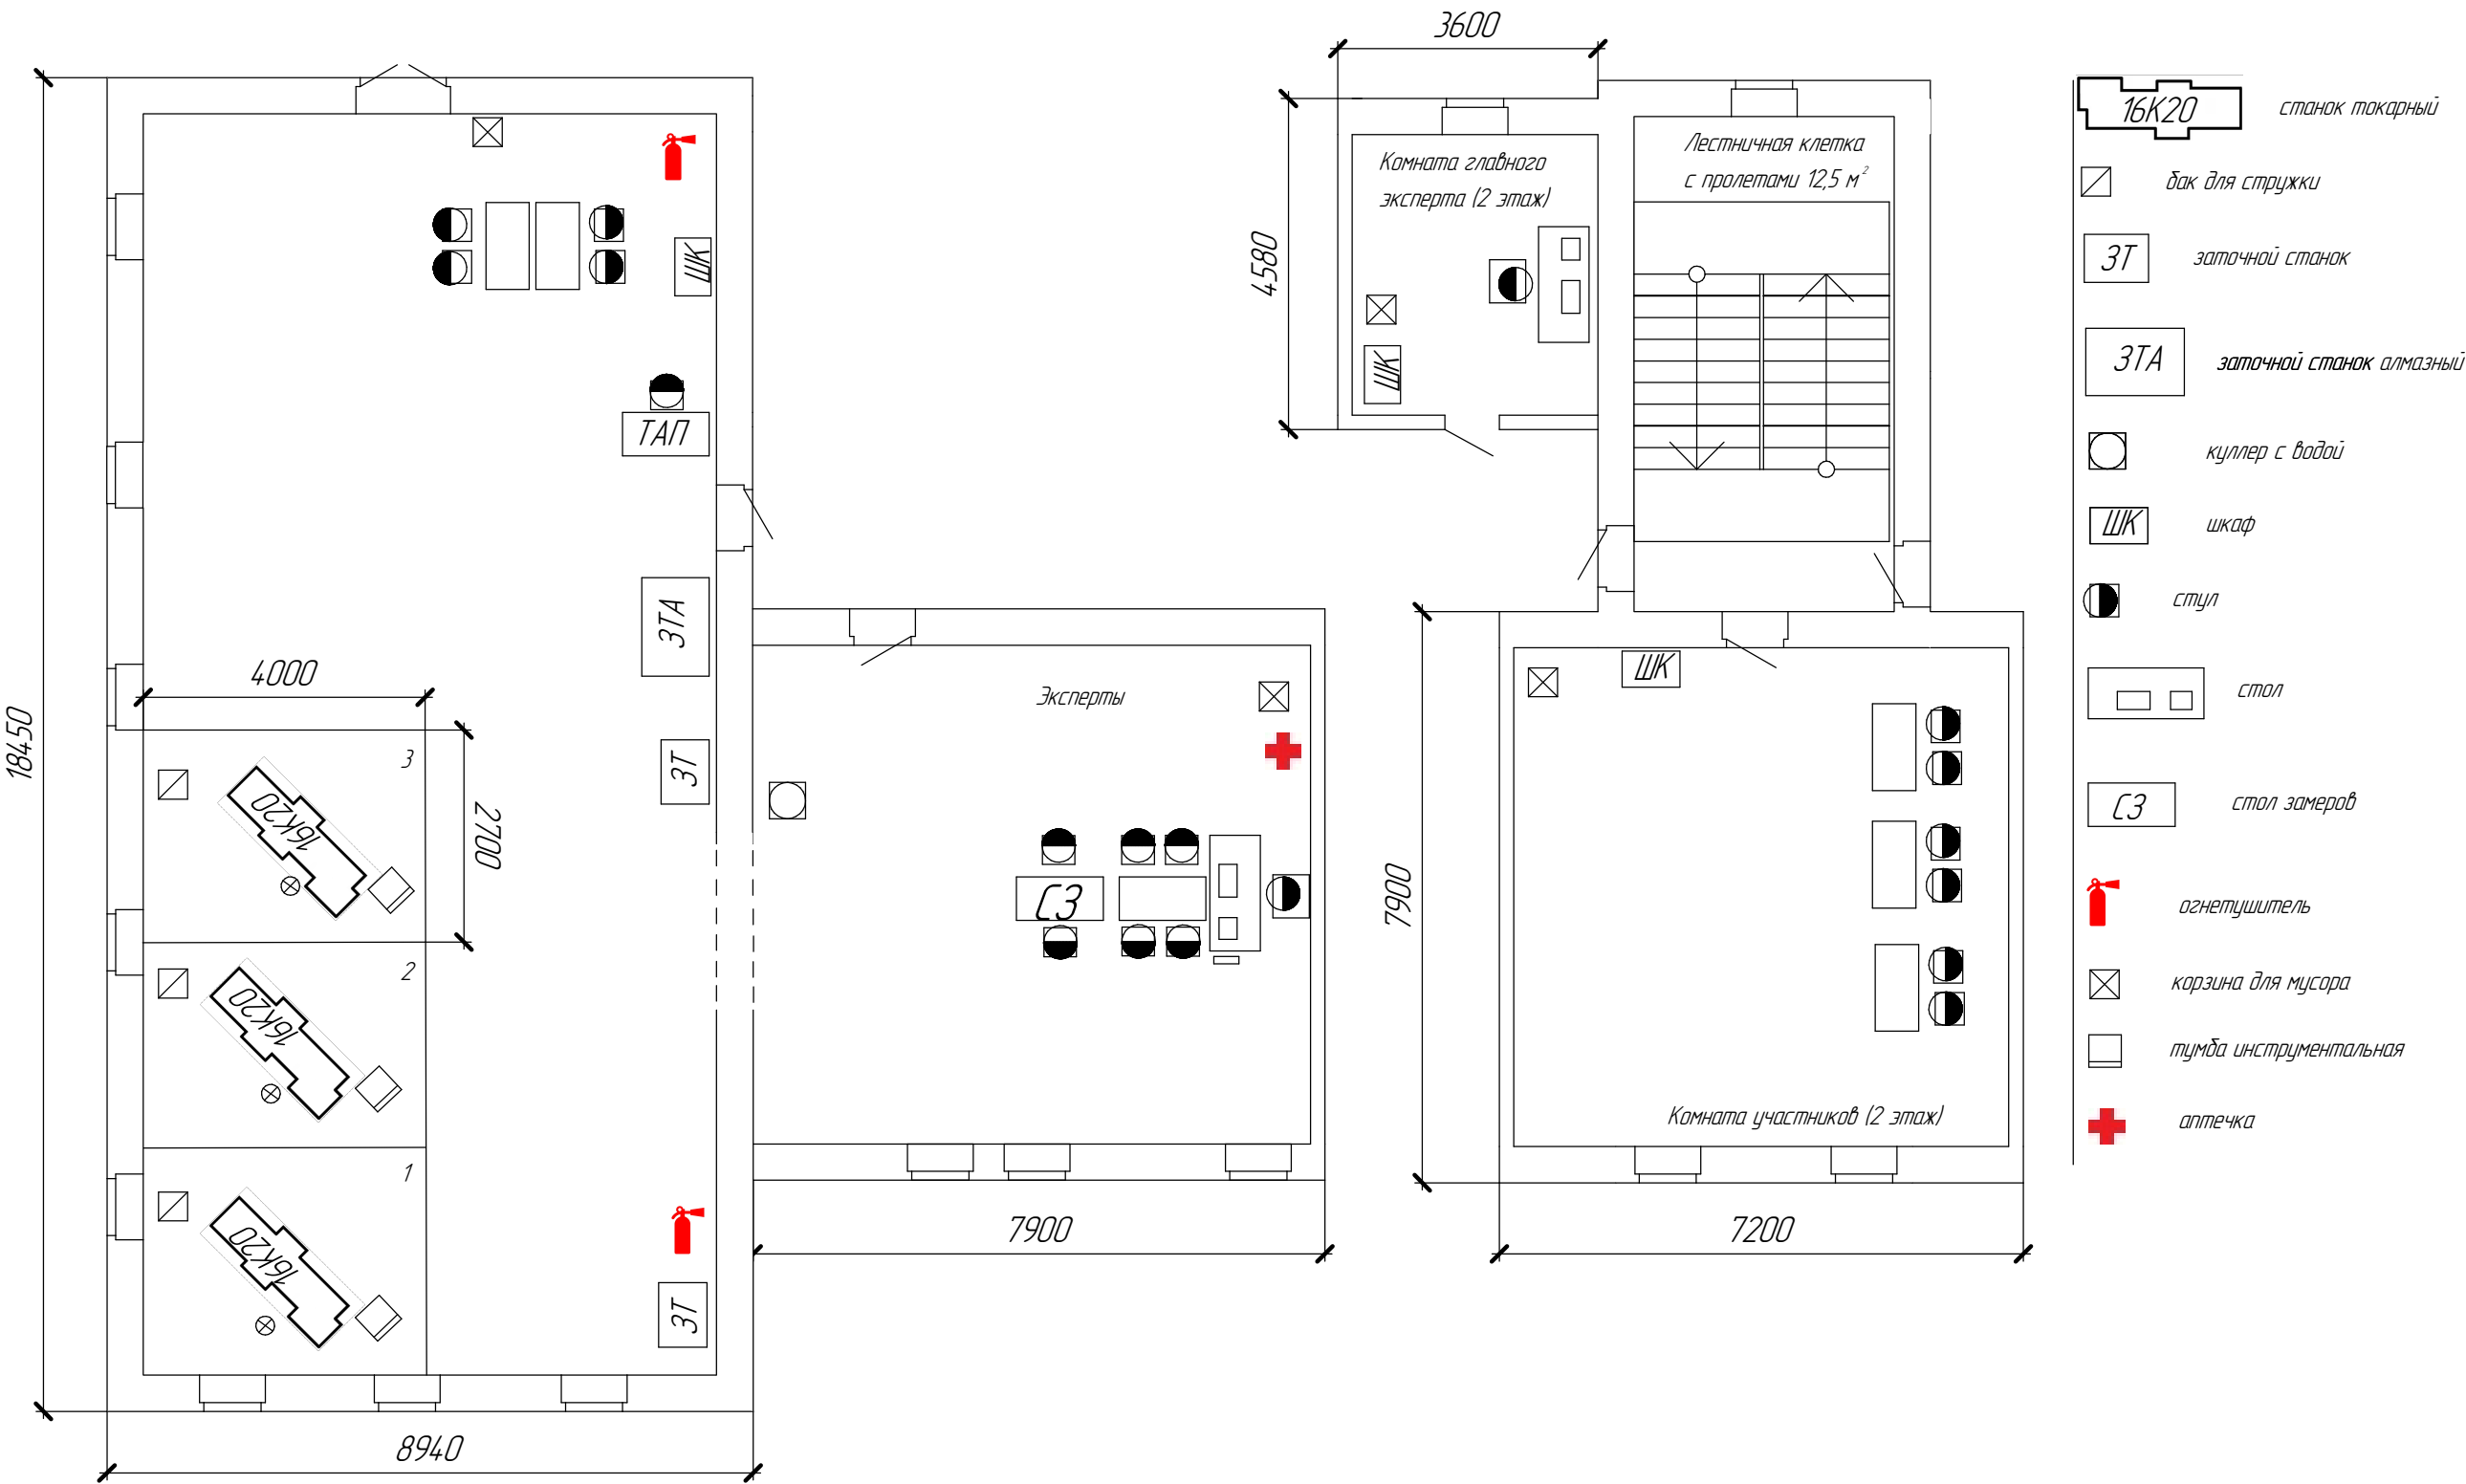 3600
16К20
станок токарный
Комната главного
эксперта (2 этаж)
Лестничная клетка
с пролетами 12,5 м²
бак для стружки
ЗТ
заточной станок
ШК
4580
ШК
ЗТА
заточной станок алмазный
ТАП
куллер с водой
ШК
шкаф
стул
ЗТА
4000
Эксперты
ШК
стол
18450
3
ЗТ
16К20
2700
СЗ
стол замеров
7900
СЗ
огнетушитель
2
16К20
корзина для мусора
тумба инструментальная
Комната участников (2 этаж)
аптечка
1
16К20
7900
7200
ЗТ
8940